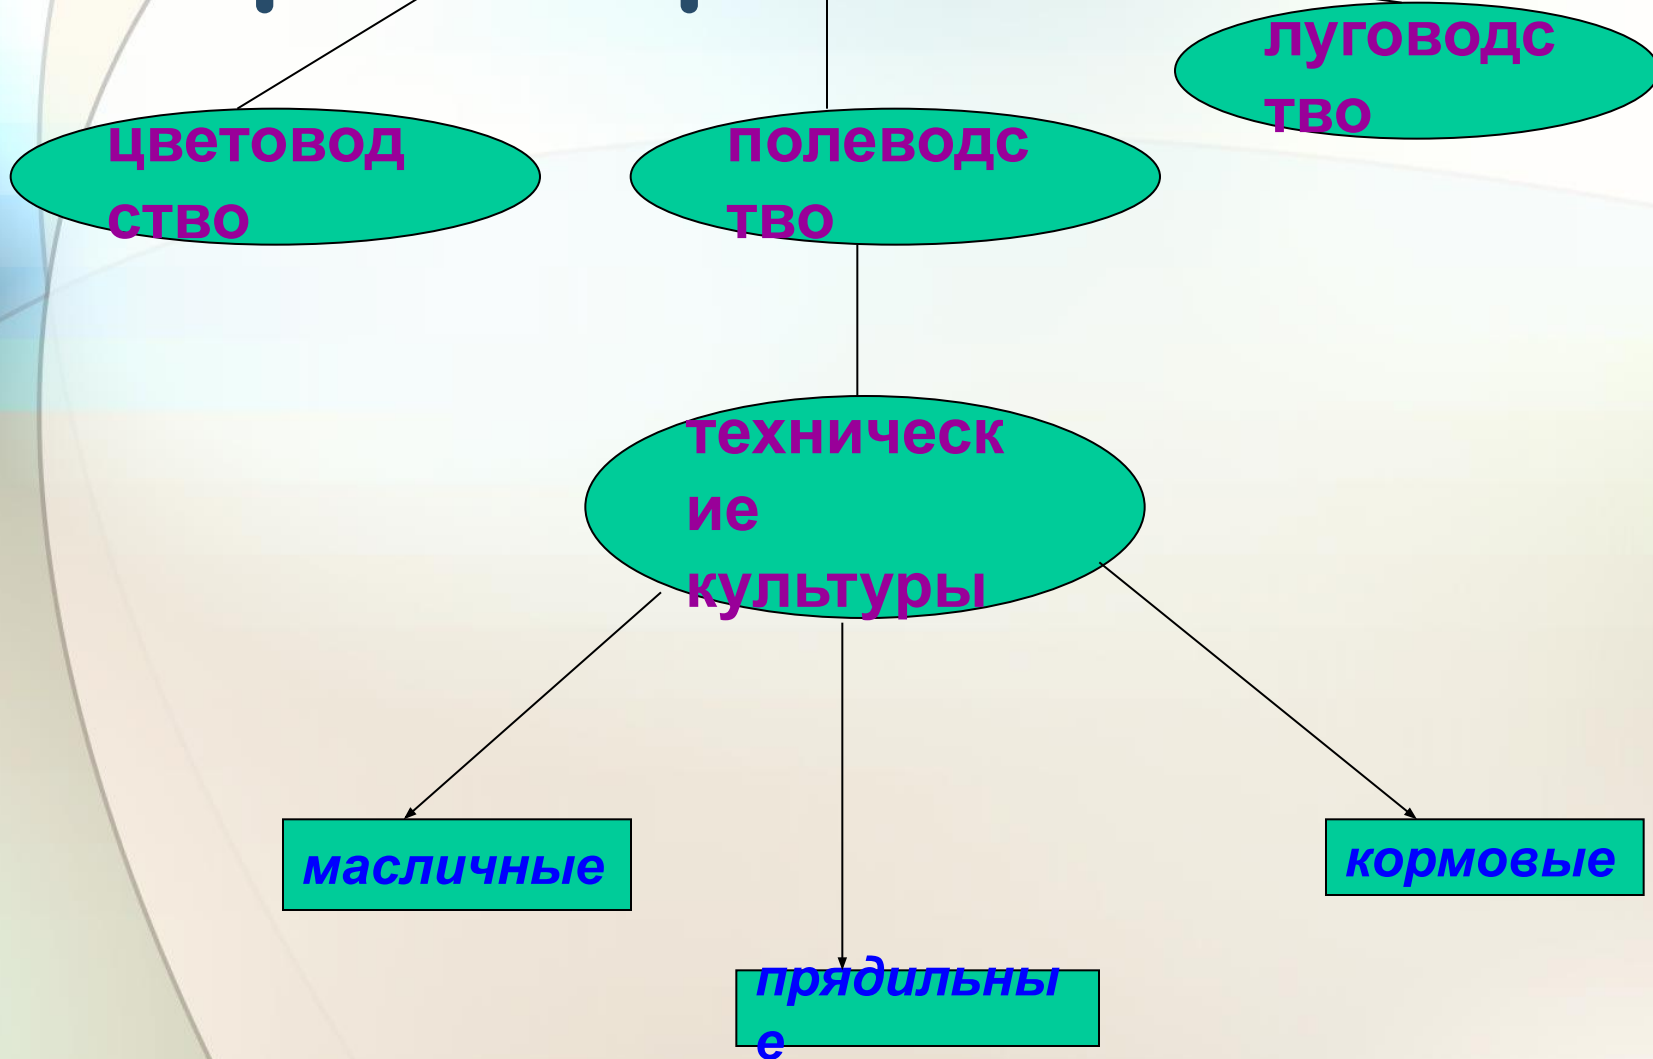 луговодс
тво
цветовод
ство
полеводс
тво
техническ
ие
культуры
масличные
кормовые
прядильны
е